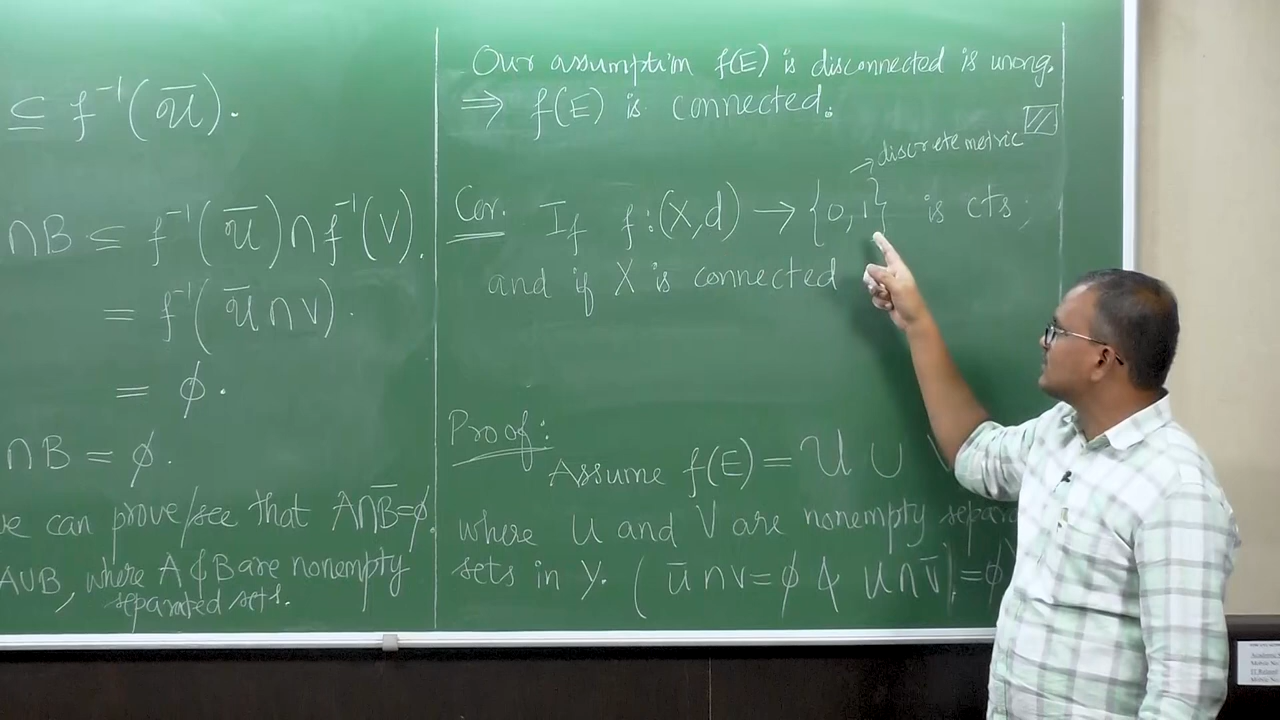 ⊆ f⁻¹(Ū).
∩B ⊆ f⁻¹(Ū)∩f⁻¹(V).
= f⁻¹(Ū∩V).
= ϕ.
∩B = ϕ.
we can prove/see that A∩B̄=ϕ.
A∪B, where A & B are nonempty
separated sets.
Our assumption f(E) is disconnected is wrong.
⇒ f(E) is connected.
→ discrete metric
Cor. If f:(X,d) → {0,1} is cts;
and if X is connected
Proof:
Assume f(E) = U ∪
where U and V are nonempty
sets in Y. (Ū∩V=ϕ & U∩V̄=ϕ